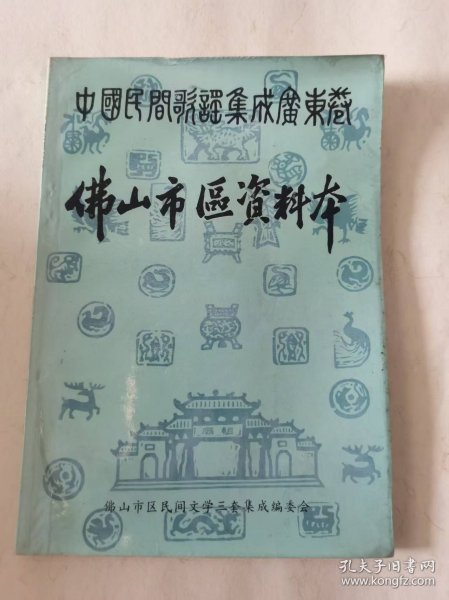 中國民間歌謡集成廣東卷
佛山市區資料本
佛山市区民间文学三套集成编委会
孔夫子旧书网
www.kongfz.com